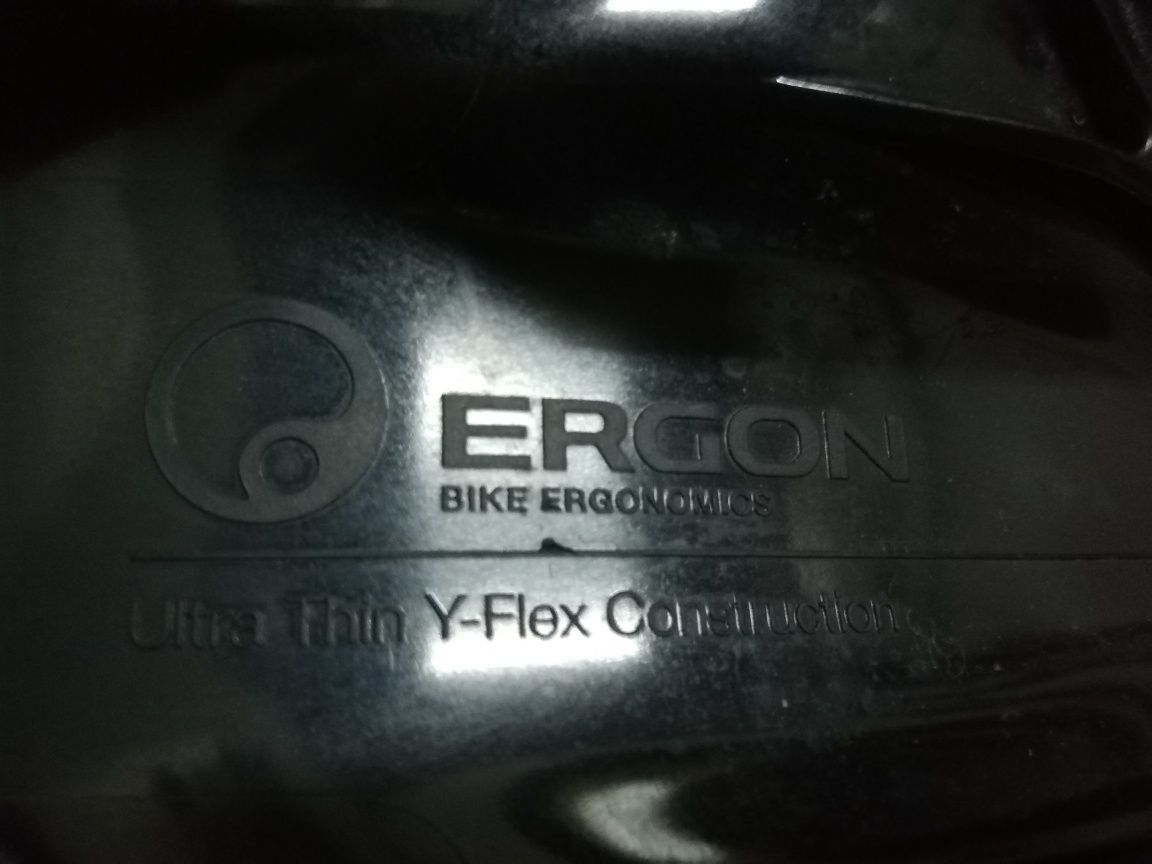 ERGON
BIKE ERGONOMICS
Ultra Thin Y-Flex Construction